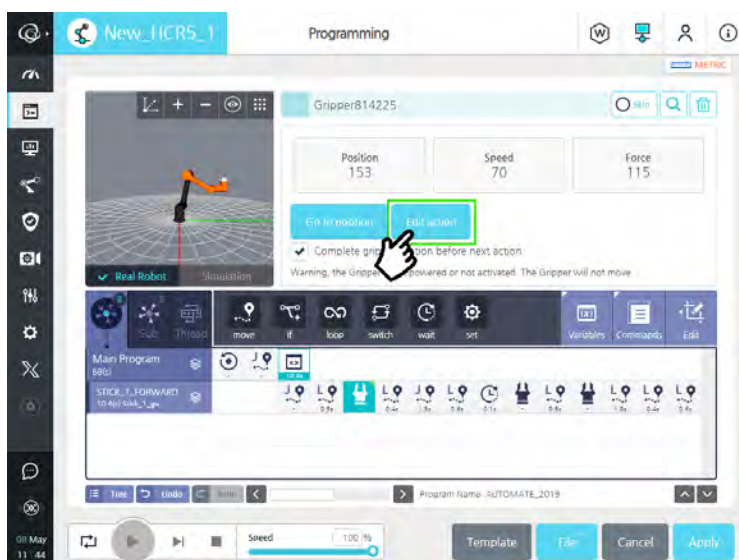 New_HCR5_1
Programming
METRIC
Gripper814225
Skip
Position
153
Speed
70
Force
115
Go to position
Edit action
Complete gripper action before next action
Warning, the Gripper powered or not activated. The Gripper will not move
Real Robot
Simulation
Sub
Thread
move
if
loop
switch
wait
set
Variables
Commands
Edit
Main Program
STICK_1_FORWARD
Tree
Undo
Redo
Program Name: AUTOMATE_2019
08 May
11 : 44
Speed
100 %
Template
File
Cancel
Apply